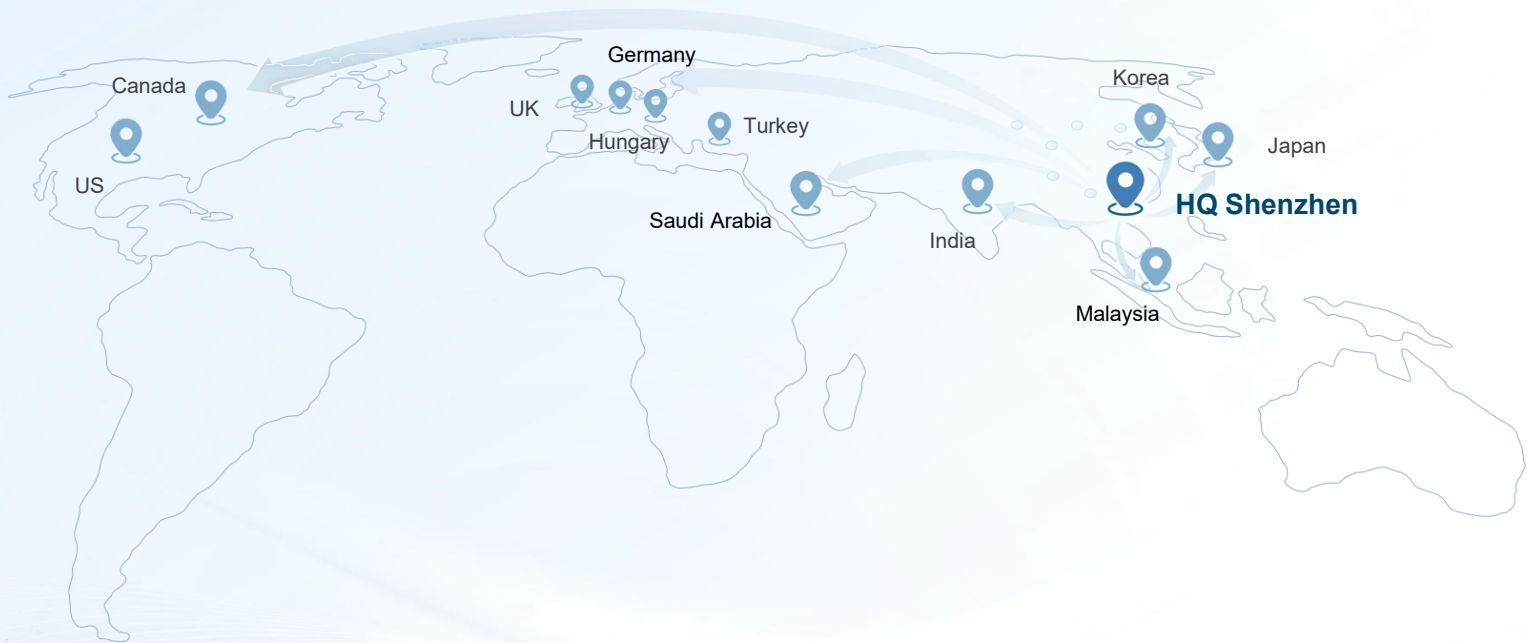 Germany
Canada
Korea
UK
Turkey
Hungary
Japan
US
HQ Shenzhen
Saudi Arabia
India
Malaysia